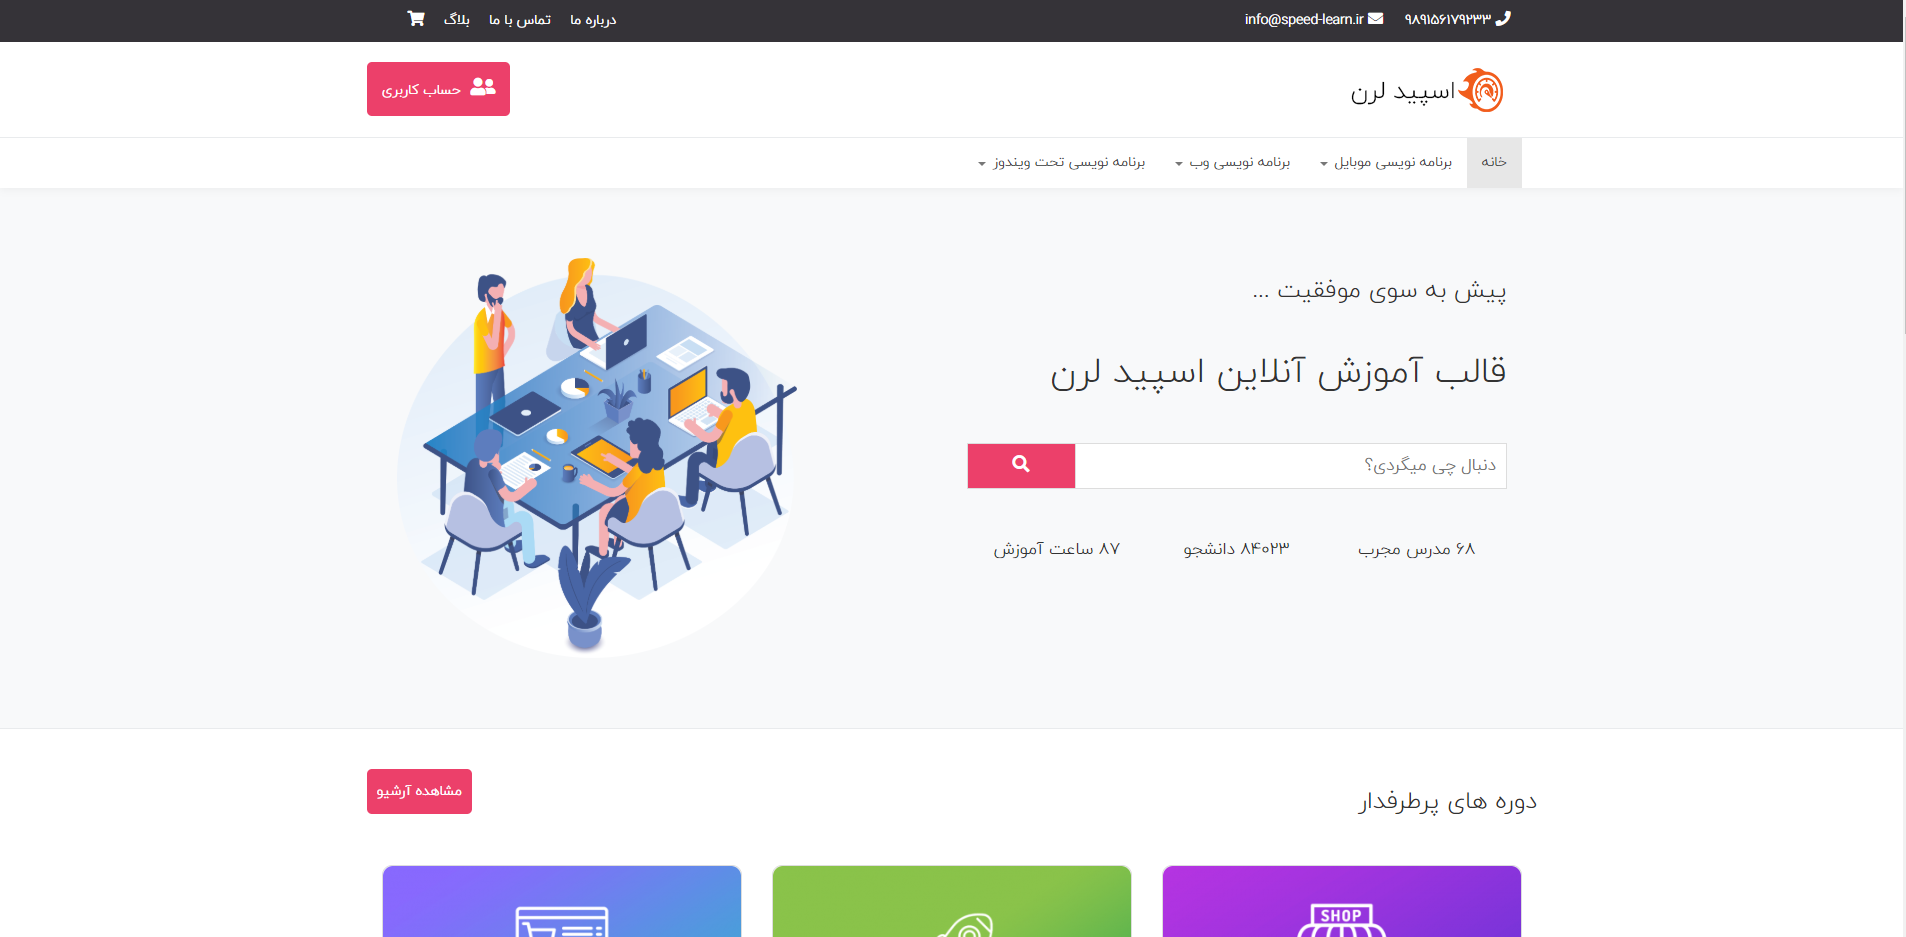 ۹۸۹۱۵۶۱۷۹۲۳۳ info@speed-learn.ir درباره ما تماس با ما بلاگ
اسپید لرن
حساب کاربری
خانه برنامه نویسی موبایل برنامه نویسی وب برنامه نویسی تحت ویندوز
پیش به سوی موفقیت ...
قالب آموزش آنلاین اسپید لرن
دنبال چی میگردی؟
۶۸ مدرس مجرب ۸۴۰۲۳ دانشجو ۸۷ ساعت آموزش
دوره های پرطرفدار
مشاهده آرشیو
SHOP